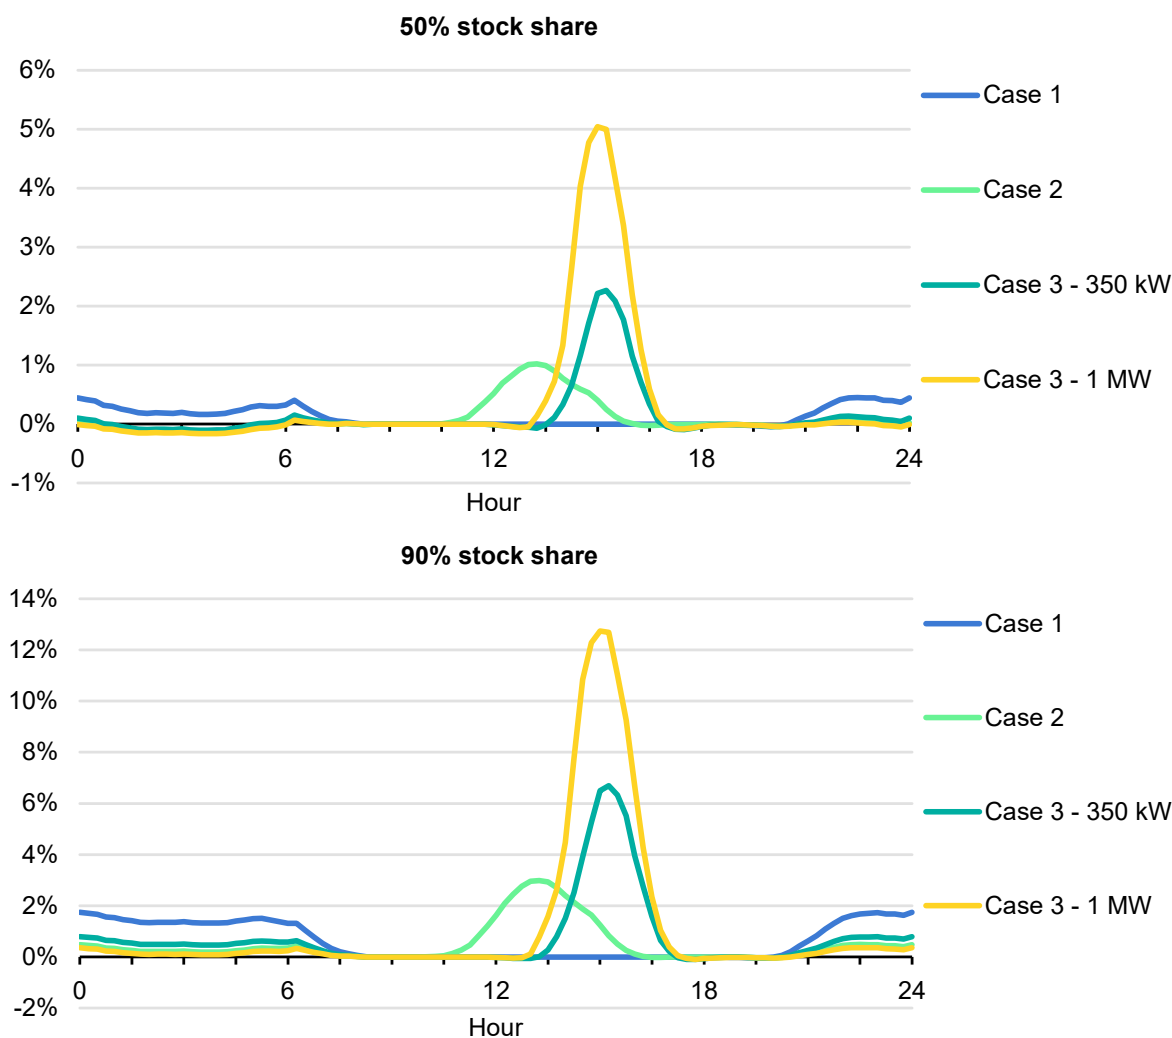 50% stock share
6%
5%
4%
3%
2%
1%
0%
-1%
0 6 12 18 24
Hour
Case 1
Case 2
Case 3 - 350 kW
Case 3 - 1 MW
90% stock share
14%
12%
10%
8%
6%
4%
2%
0%
-2%
0 6 12 18 24
Hour
Case 1
Case 2
Case 3 - 350 kW
Case 3 - 1 MW